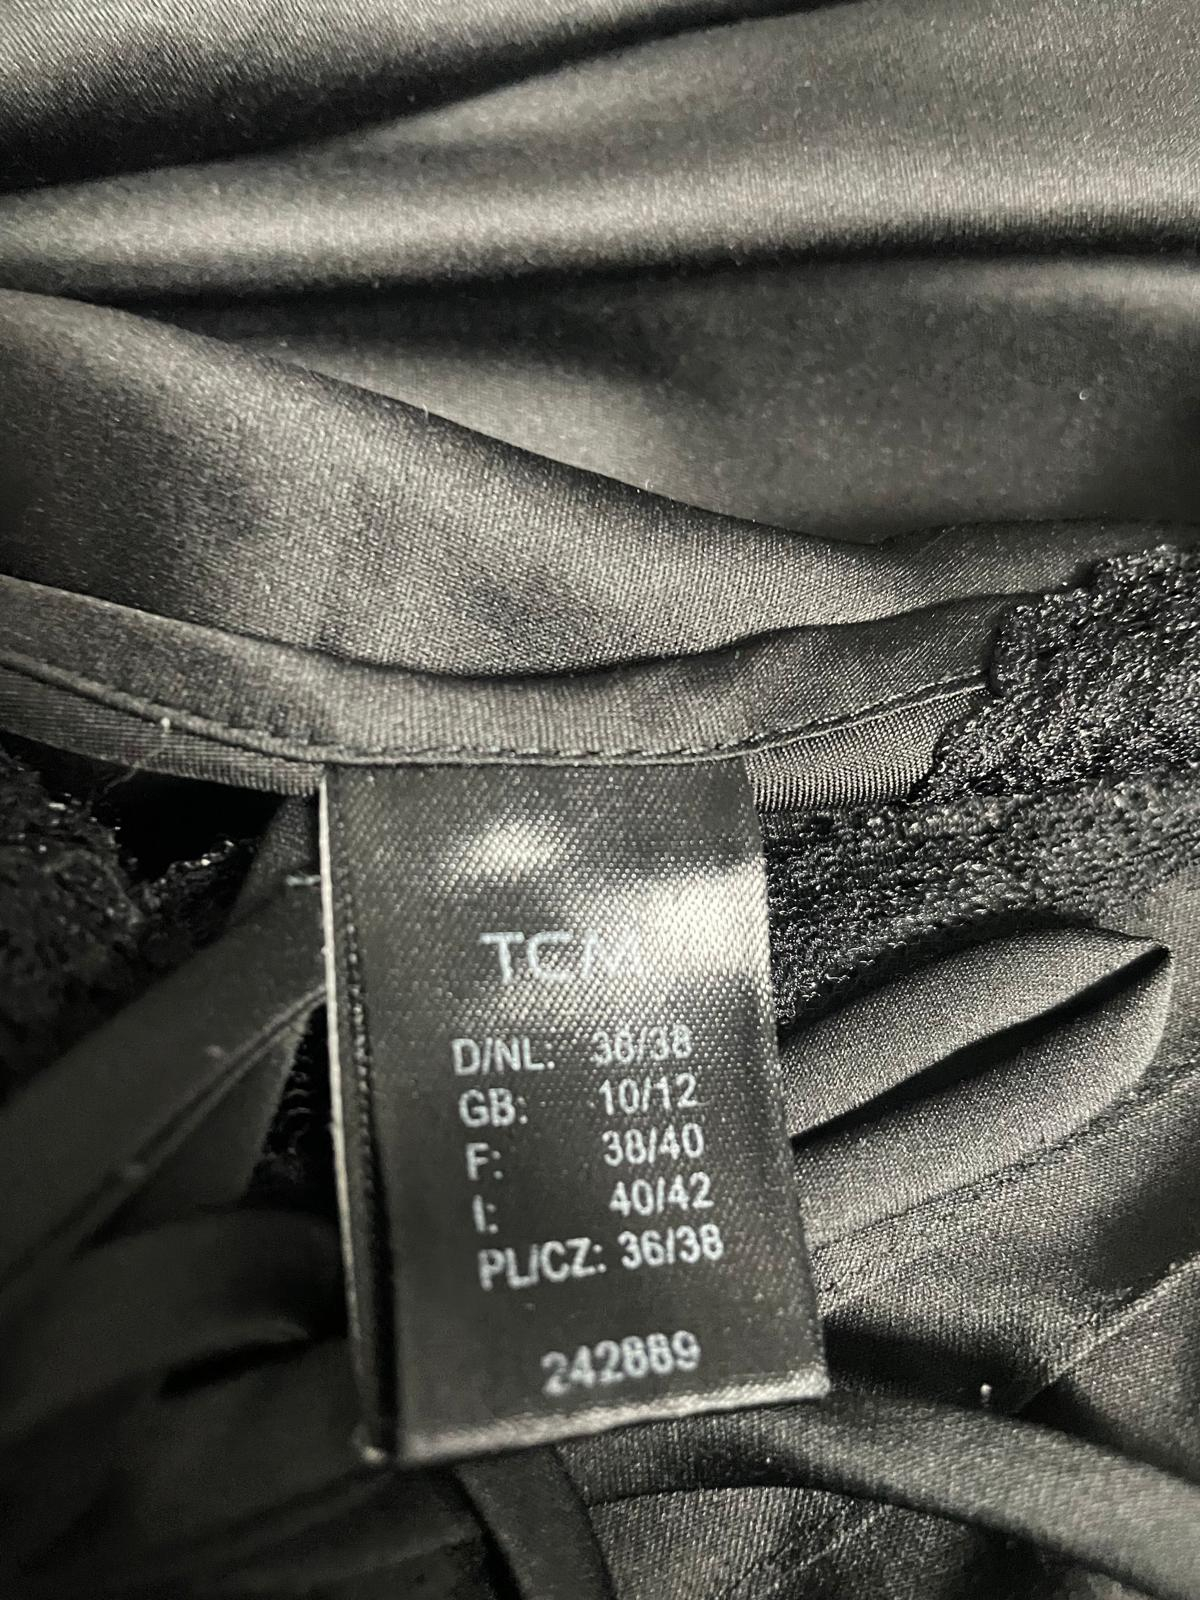 TCM
D/NL: 36/38
GB: 10/12
F: 38/40
I: 40/42
PL/CZ: 36/38
242889